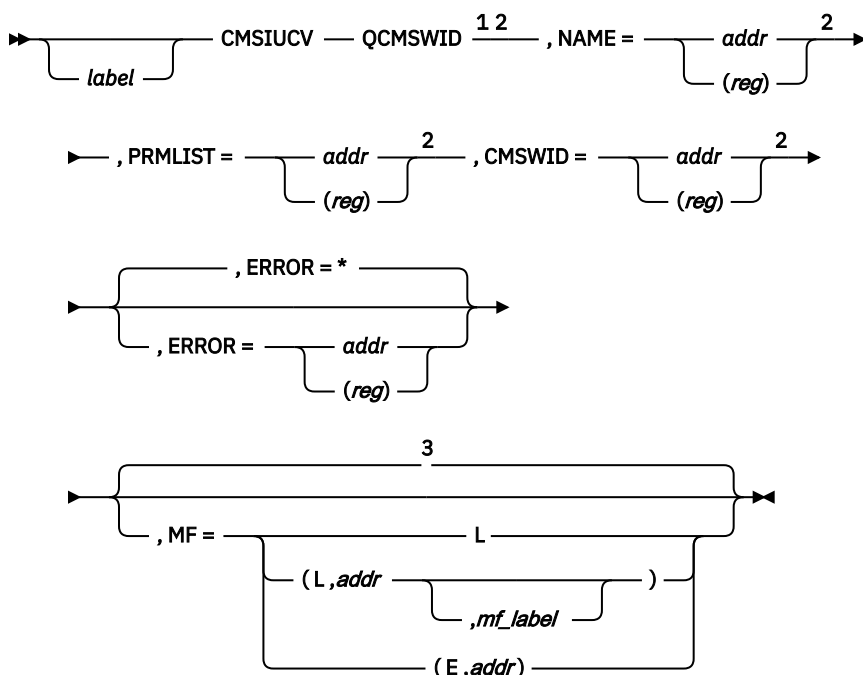 1 2 2
CMSIUCV QCMSWID , NAME = addr
label (reg)
2 2
, PRMLIST = addr , CMSWID = addr
(reg) (reg)
, ERROR = *
, ERROR = addr
(reg)
3
, MF = L
( L ,addr )
,mf_label
( E ,addr )